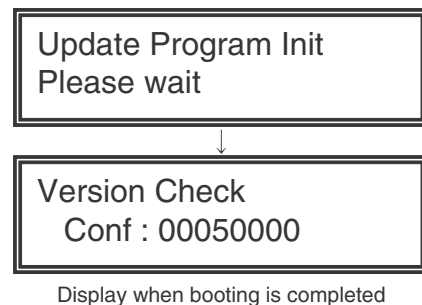 Update Program Init
Please wait
↓
Version Check
Conf : 00050000
Display when booting is completed